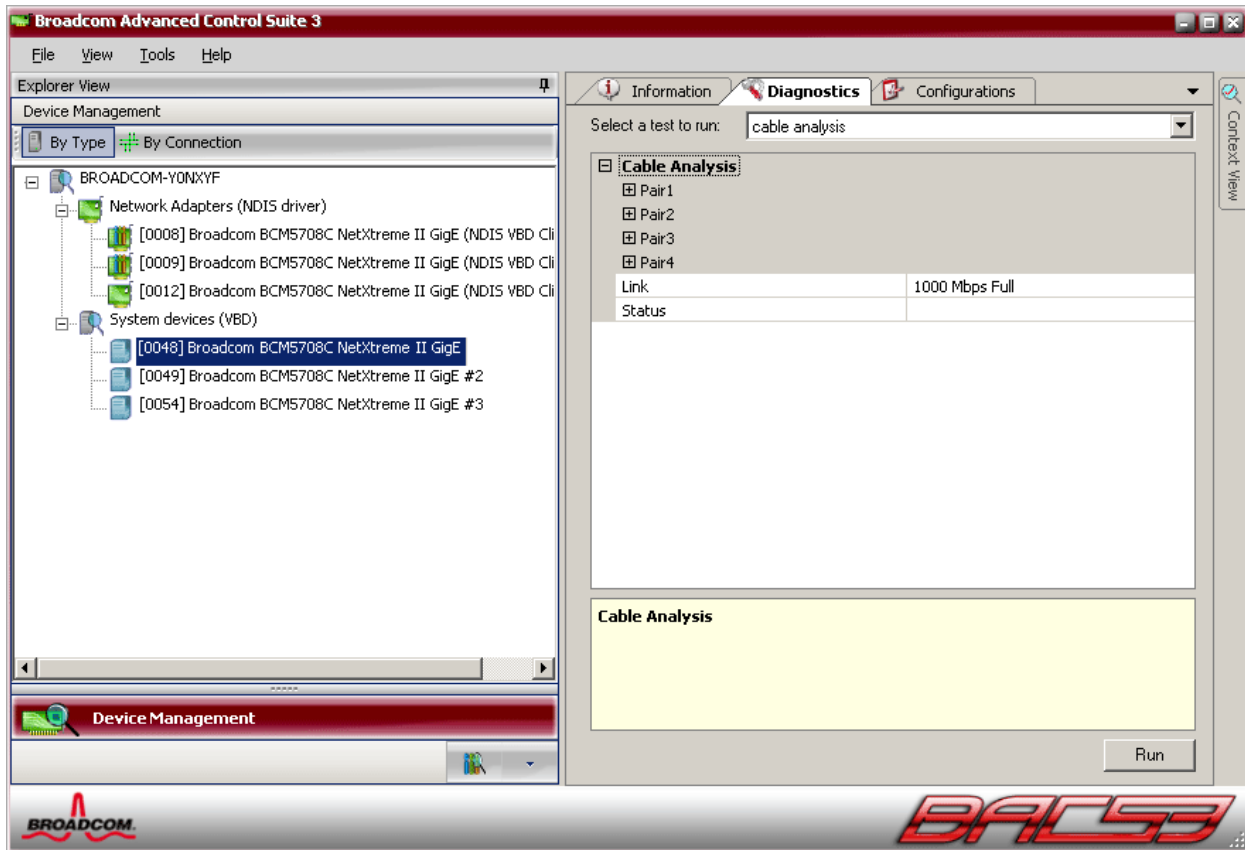 Broadcom Advanced Control Suite 3
File View Tools Help
Explorer View
Device Management
By Type By Connection
BROADCOM-Y0NXYF
Network Adapters (NDIS driver)
[0008] Broadcom BCM5708C NetXtreme II GigE (NDIS VBD Cli
[0009] Broadcom BCM5708C NetXtreme II GigE (NDIS VBD Cli
[0012] Broadcom BCM5708C NetXtreme II GigE (NDIS VBD Cli
System devices (VBD)
[0048] Broadcom BCM5708C NetXtreme II GigE
[0049] Broadcom BCM5708C NetXtreme II GigE #2
[0054] Broadcom BCM5708C NetXtreme II GigE #3
Device Management
Information Diagnostics Configurations
Select a test to run: cable analysis
Cable Analysis
Pair1
Pair2
Pair3
Pair4
Link 1000 Mbps Full
Status
Cable Analysis
Run
Context View
BROADCOM.
BACS3